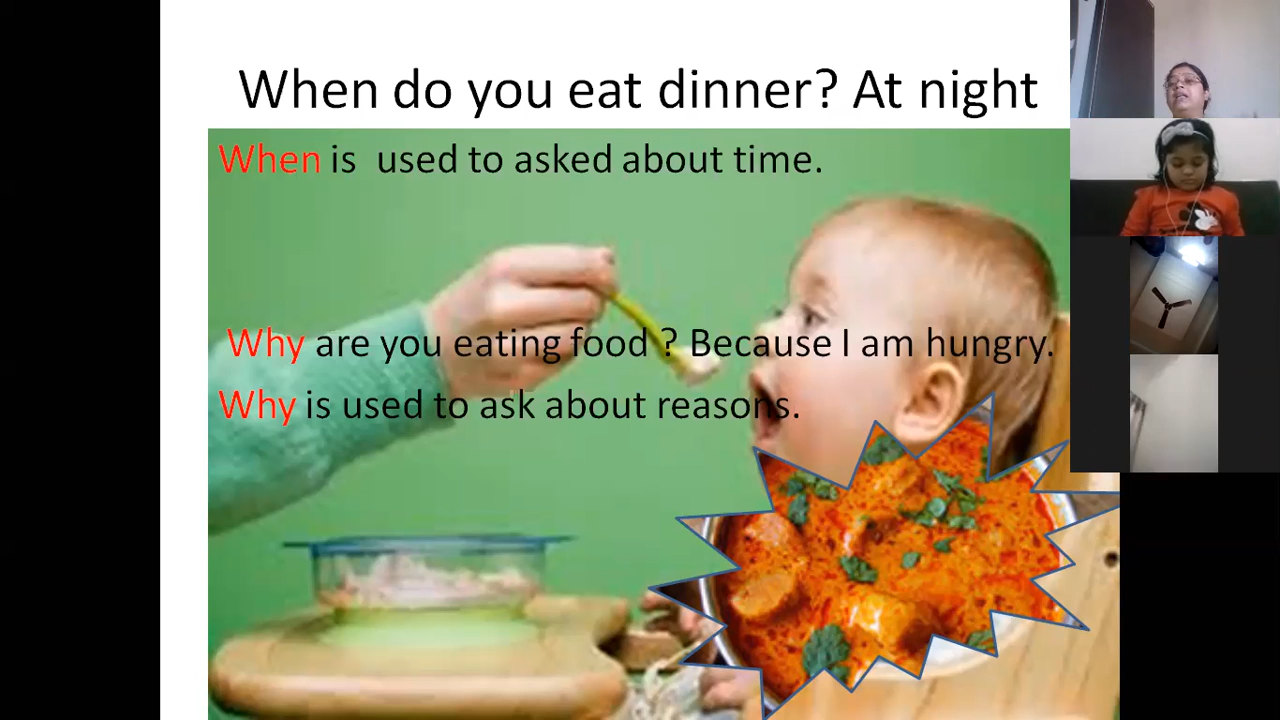 When do you eat dinner? At night
When is used to asked about time.
Why are you eating food ? Because I am hungry.
Why is used to ask about reasons.